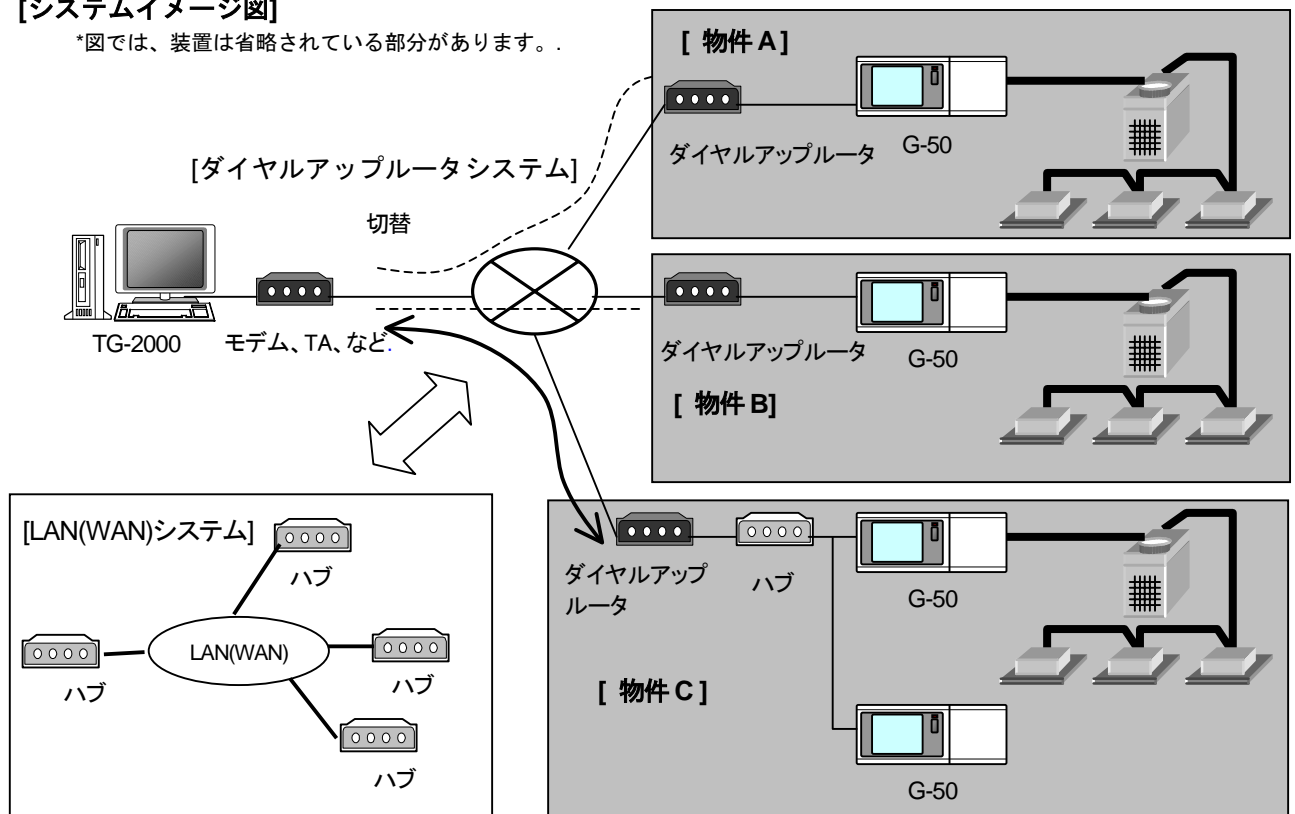 [システムイメージ図]
*図では、装置は省略されている部分があります。.
[ 物件 A ]
ダイヤルアップルータ
G-50
[ダイヤルアップルータシステム]
切替
TG-2000
モデム、TA、など.
ダイヤルアップルータ
G-50
[ 物件 B]
[LAN(WAN)システム]
ハブ
ハブ
LAN(WAN)
ハブ
ハブ
ダイヤルアップ
ルータ
ハブ
G-50
[ 物件 C ]
G-50